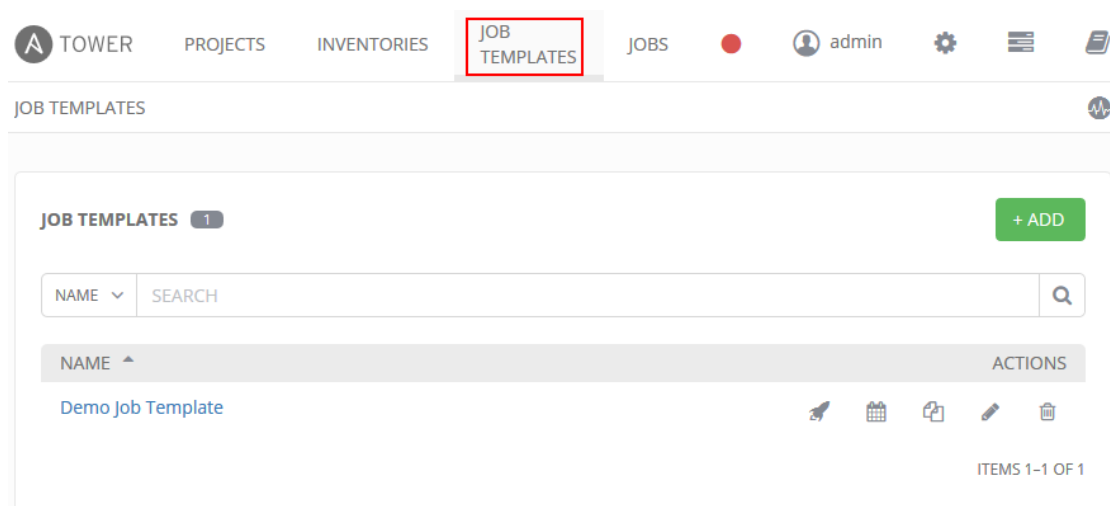 A TOWER PROJECTS INVENTORIES JOB TEMPLATES JOBS admin
JOB TEMPLATES
JOB TEMPLATES 1 + ADD
NAME SEARCH
NAME ACTIONS
Demo Job Template
ITEMS 1–1 OF 1